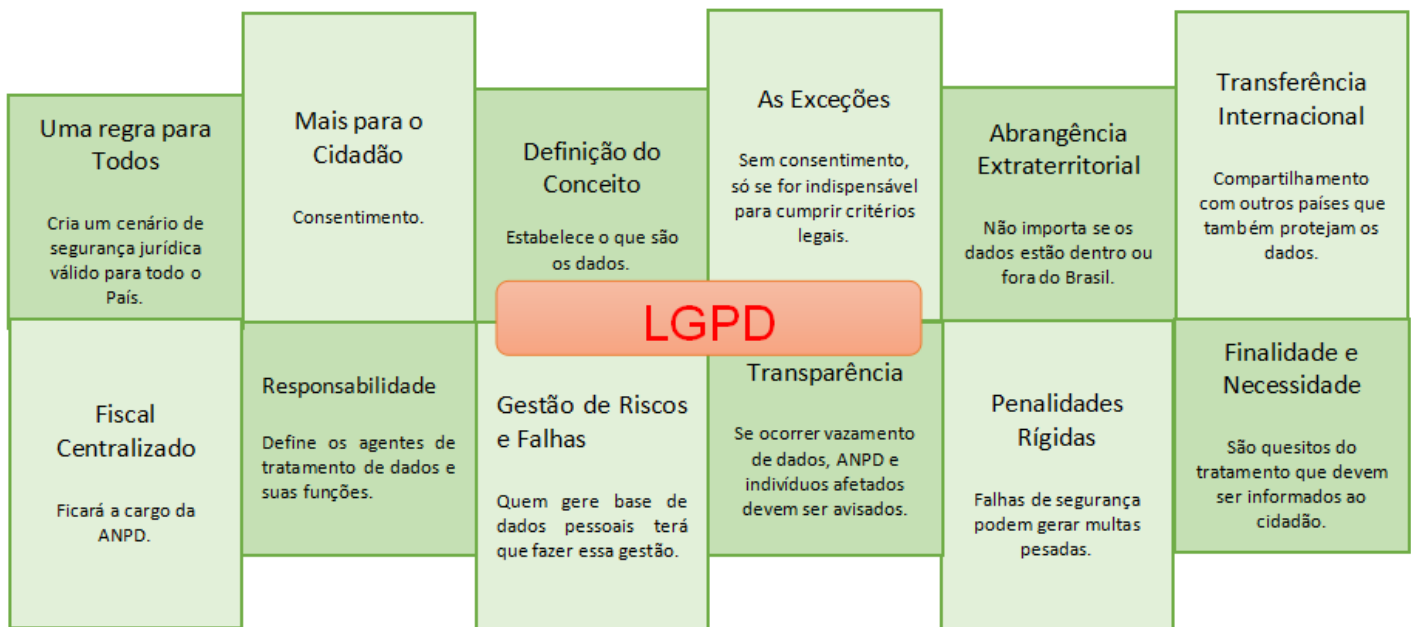 Uma regra para
Todos
Cria um cenário de
segurança jurídica
válido para todo o
País.
Mais para o
Cidadão
Consentimento.
Definição do
Conceito
Estabelece o que são
os dados.
As Exceções
Sem consentimento,
só se for indispensável
para cumprir critérios
legais.
Abrangência
Extraterritorial
Não importa se os
dados estão dentro ou
fora do Brasil.
Transferência
Internacional
Compartilhamento
com outros países que
também protejam os
dados.
LGPD
Fiscal
Centralizado
Ficará a cargo da
ANPD.
Responsabilidade
Define os agentes de
tratamento de dados e
suas funções.
Gestão de Riscos
e Falhas
Quem gere base de
dados pessoais terá
que fazer essa gestão.
Transparência
Se ocorrer vazamento
de dados, ANPD e
indivíduos afetados
devem ser avisados.
Penalidades
Rígidas
Falhas de segurança
podem gerar multas
pesadas.
Finalidade e
Necessidade
São quesitos do
tratamento que devem
ser informados ao
cidadão.